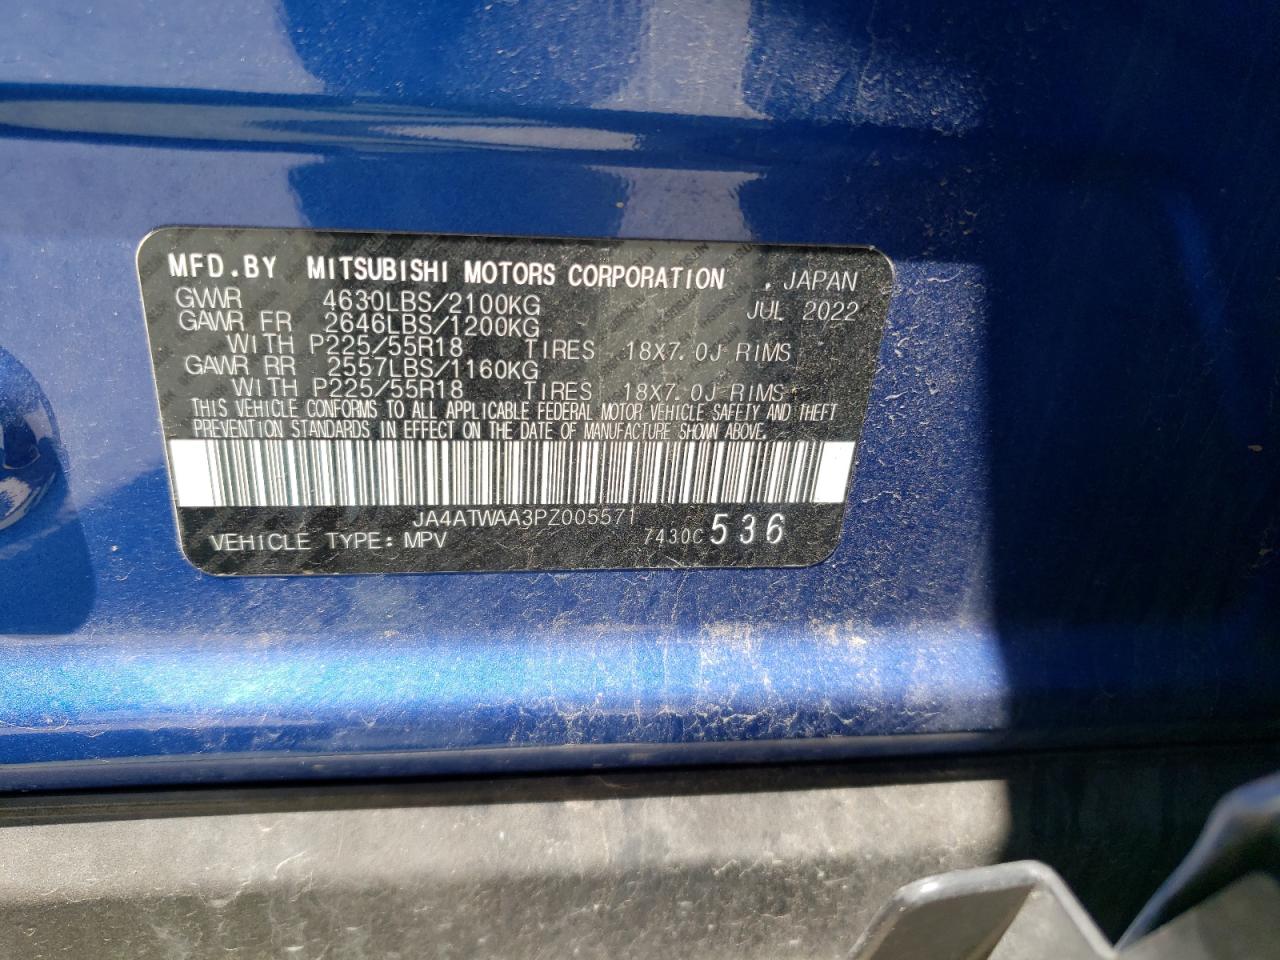 MFD.BY MITSUBISHI MOTORS CORPORATION , JAPAN
GVWR 4630LBS/2100KG JUL 2022
GAWR FR 2646LBS/1200KG
WITH P225/55R18 TIRES 18X7.0J RIMS
GAWR RR 2557LBS/1160KG
WITH P225/55R18 TIRES 18X7.0J RIMS
THIS VEHICLE CONFORMS TO ALL APPLICABLE FEDERAL MOTOR VEHICLE SAFETY AND THEFT
PREVENTION STANDARDS IN EFFECT ON THE DATE OF MANUFACTURE SHOWN ABOVE.
JA4ATWAA3PZ005571
VEHICLE TYPE: MPV 7430C 536